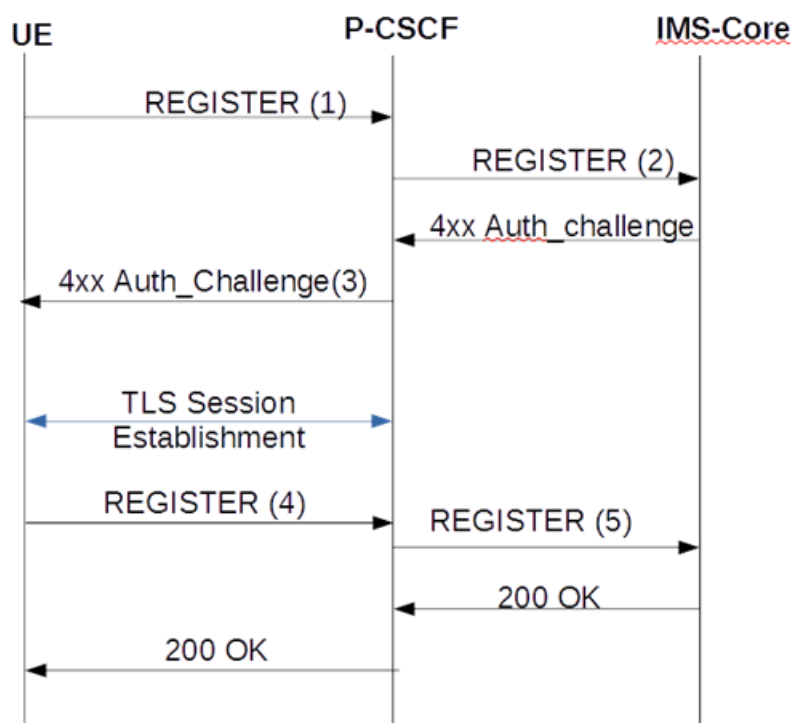 UE
P-CSCF
IMS-Core
REGISTER (1)
REGISTER (2)
4xx Auth_challenge
4xx Auth_Challenge(3)
TLS Session
Establishment
REGISTER (4)
REGISTER (5)
200 OK
200 OK